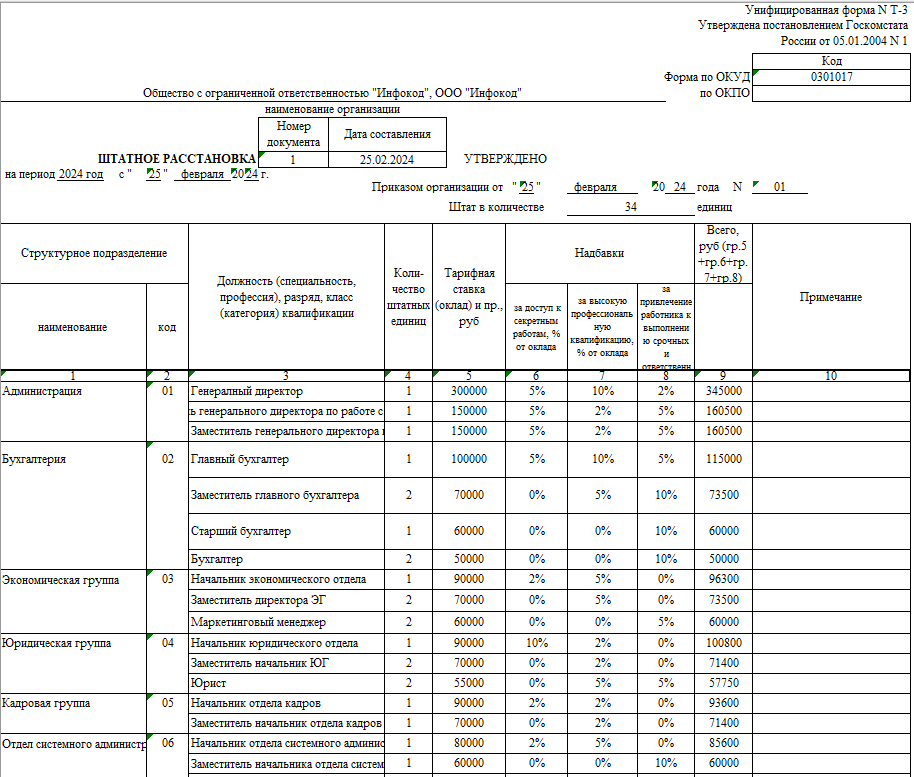 Унифицированная форма N Т-3
Утверждена постановлением Госкомстата
России от 05.01.2004 N 1
Код
Форма по ОКУД 0301017
Общество с ограниченной ответственностью "Инфокод", ООО "Инфокод" по ОКПО
наименование организации
Номер документа Дата составления
ШТАТНОЕ РАССТАНОВКА 1 25.02.2024 УТВЕРЖДЕНО
на период 2024 год с " 25 " февраля 2024 г.
Приказом организации от " 25 " февраля 20 24 года N 01
Штат в количестве 34 единиц
Структурное подразделение
Должность (специальность, профессия), разряд, класс (категория) квалификации
Коли-чество штатных единиц
Тарифная ставка (оклад) и пр., руб
Надбавки
Всего, руб (гр.5 +гр.6+гр. 7+гр.8)
Примечание
наименование код
за доступ к секретным работам, % от оклада
за высокую профессиональ ную квалификацию, % от оклада
за привлечение работника к выполнени ю срочных и ответственн
1 2 3 4 5 6 7 8 9 10
Администрация 01 Генералный директор 1 300000 5% 10% 2% 345000
ь генерального директора по работе с 1 150000 5% 2% 5% 160500
Заместитель генерального директора 1 150000 5% 2% 5% 160500
Бухгалтерия 02 Главный бухгалтер 1 100000 5% 10% 5% 115000
Заместитель главного бухгалтера 2 70000 0% 5% 10% 73500
Старший бухгалтер 1 60000 0% 0% 10% 60000
Бухгалтер 2 50000 0% 0% 10% 50000
Экономическая группа 03 Начальник экономического отдела 1 90000 2% 5% 0% 96300
Заместитель директора ЭГ 2 70000 0% 5% 0% 73500
Маркетинговый менеджер 2 60000 0% 0% 5% 60000
Юридическая группа 04 Начальник юридического отдела 1 90000 10% 2% 0% 100800
Заместитель начальник ЮГ 2 70000 0% 2% 0% 71400
Юрист 2 55000 0% 5% 5% 57750
Кадровая группа 05 Начальник отдела кадров 1 90000 2% 2% 0% 93600
Заместитель начальник отдела кадров 1 70000 0% 2% 0% 71400
Отдел системного администр 06 Начальник отдела системного админис 1 80000 2% 5% 0% 85600
Заместитель начальника отдела систем 1 60000 0% 0% 10% 60000